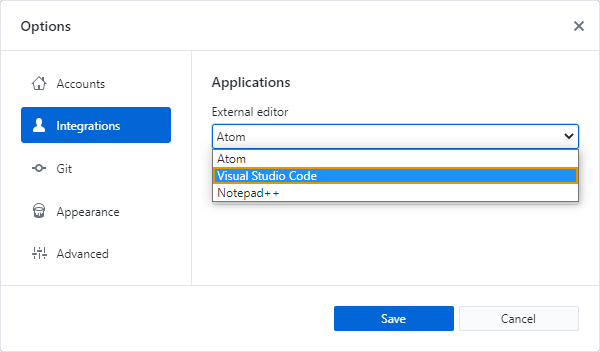 Options
Accounts
Integrations
Git
Appearance
Advanced
Applications
External editor
Atom
Atom
Visual Studio Code
Notepad++
Save
Cancel